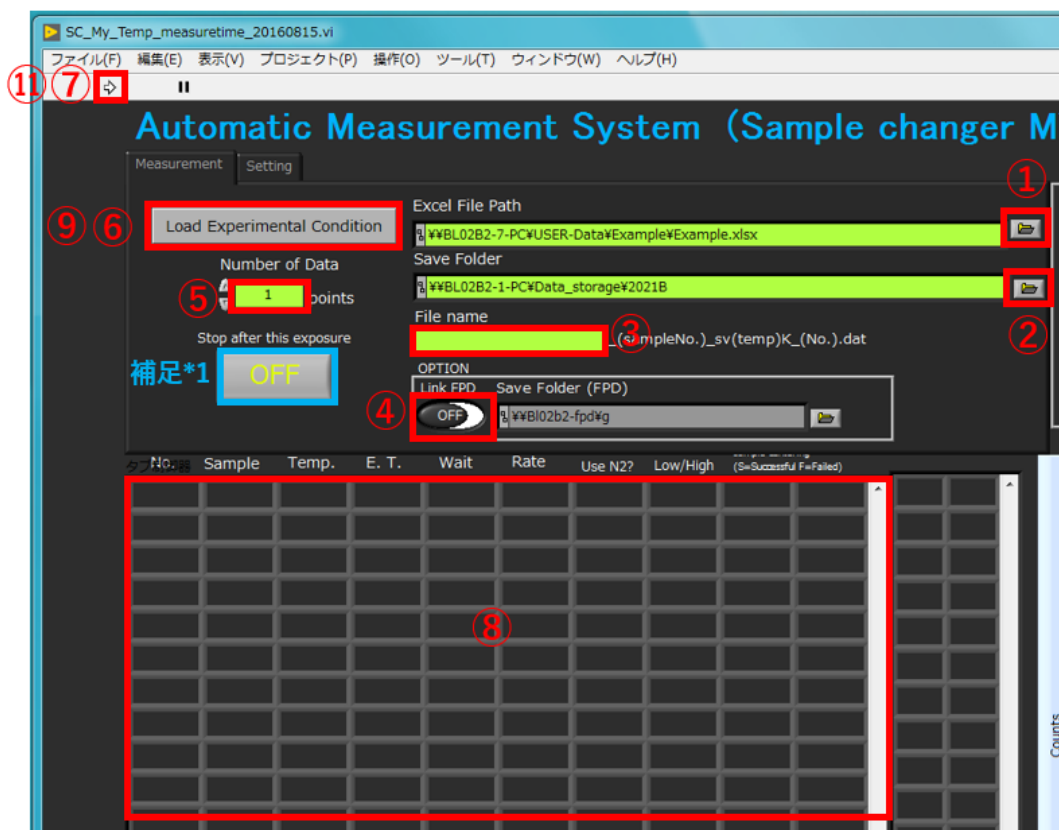 SC_My_Temp_measuretime_20160815.vi
ファイル(F) 編集(E) 表示(V) プロジェクト(P) 操作(O) ツール(T) ウィンドウ(W) ヘルプ(H)
⑪ ⑦
Automatic Measurement System (Sample changer M
Measurement Setting
①
Excel File Path
⑨ ⑥ Load Experimental Condition
¥¥BL02B2-7-PC¥USER-Data¥Example¥Example.xlsx
Number of Data
Save Folder
⑤ 1 points
¥¥BL02B2-1-PC¥Data_storage¥2021B
②
File name
③ _(sampleNo.)_sv(temp)K_(No.).dat
Stop after this exposure
補足*1 OFF
OPTION
Link FPD Save Folder (FPD)
④ OFF ¥¥Bl02b2-fpd¥g
No. Sample Temp. E. T. Wait Rate Use N2? Low/High (S=Successful F=Failed)
⑧
Counts